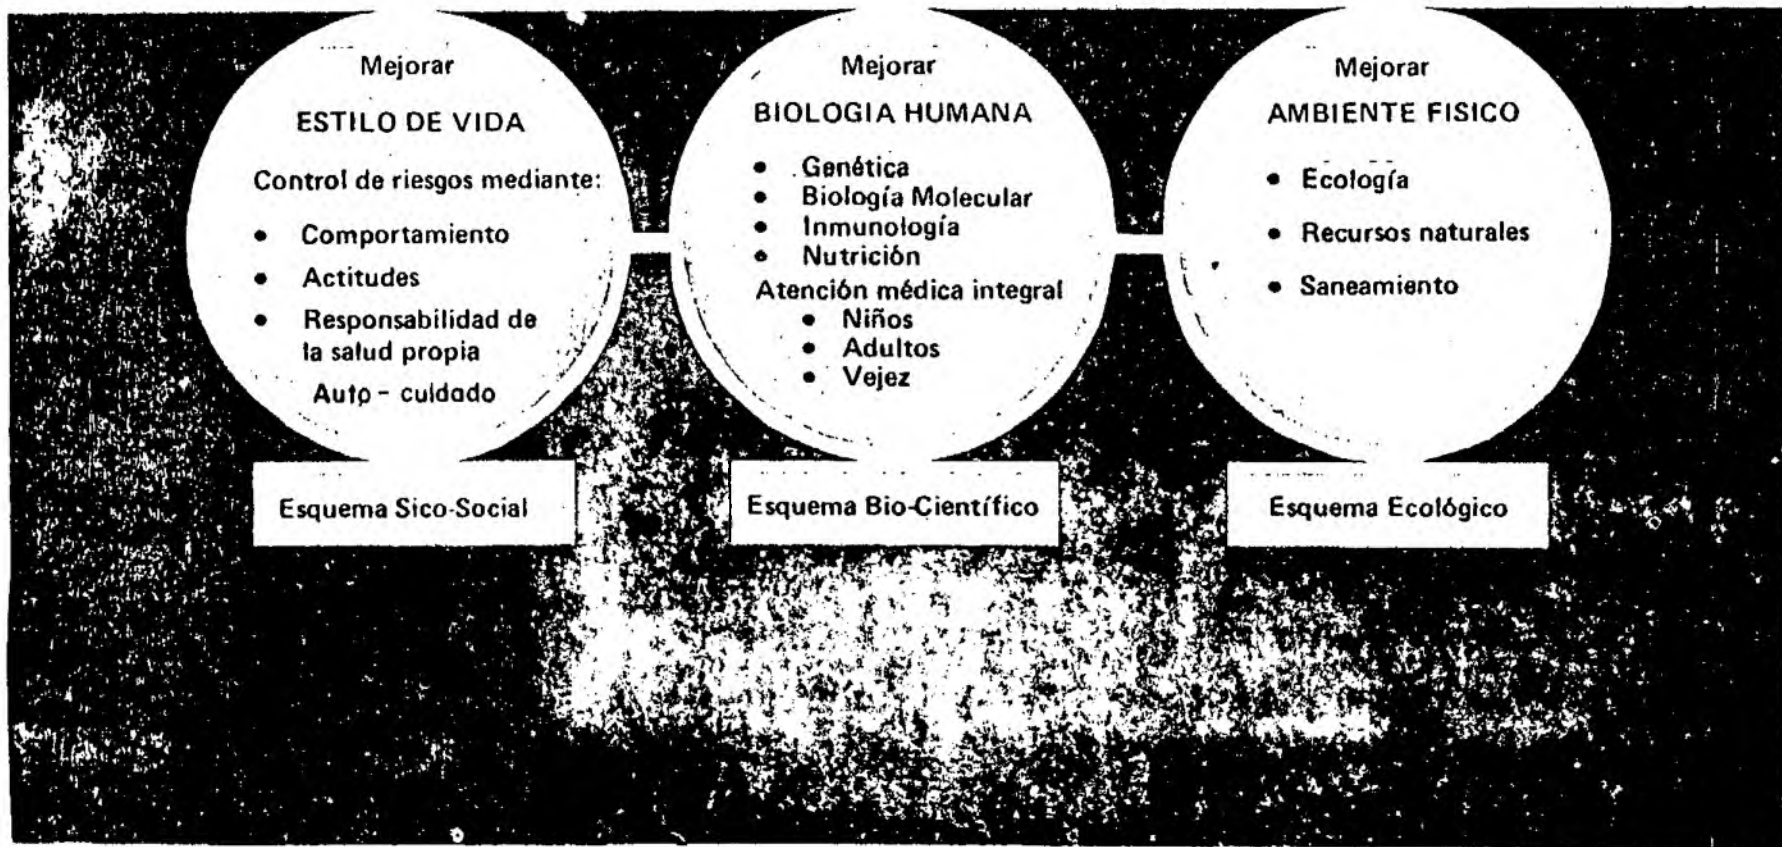 Mejorar
ESTILO DE VIDA
Control de riesgos mediante:
• Comportamiento
• Actitudes
• Responsabilidad de
la salud propia
Auto - cuidado
Esquema Sico-Social
Mejorar
BIOLOGIA HUMANA
• Genética
• Biología Molecular
• Inmunología
• Nutrición
Atención médica integral
• Niños
• Adultos
• Vejez
Esquema Bio-Científico
Mejorar
AMBIENTE FISICO
• Ecología
• Recursos naturales
• Saneamiento
Esquema Ecológico